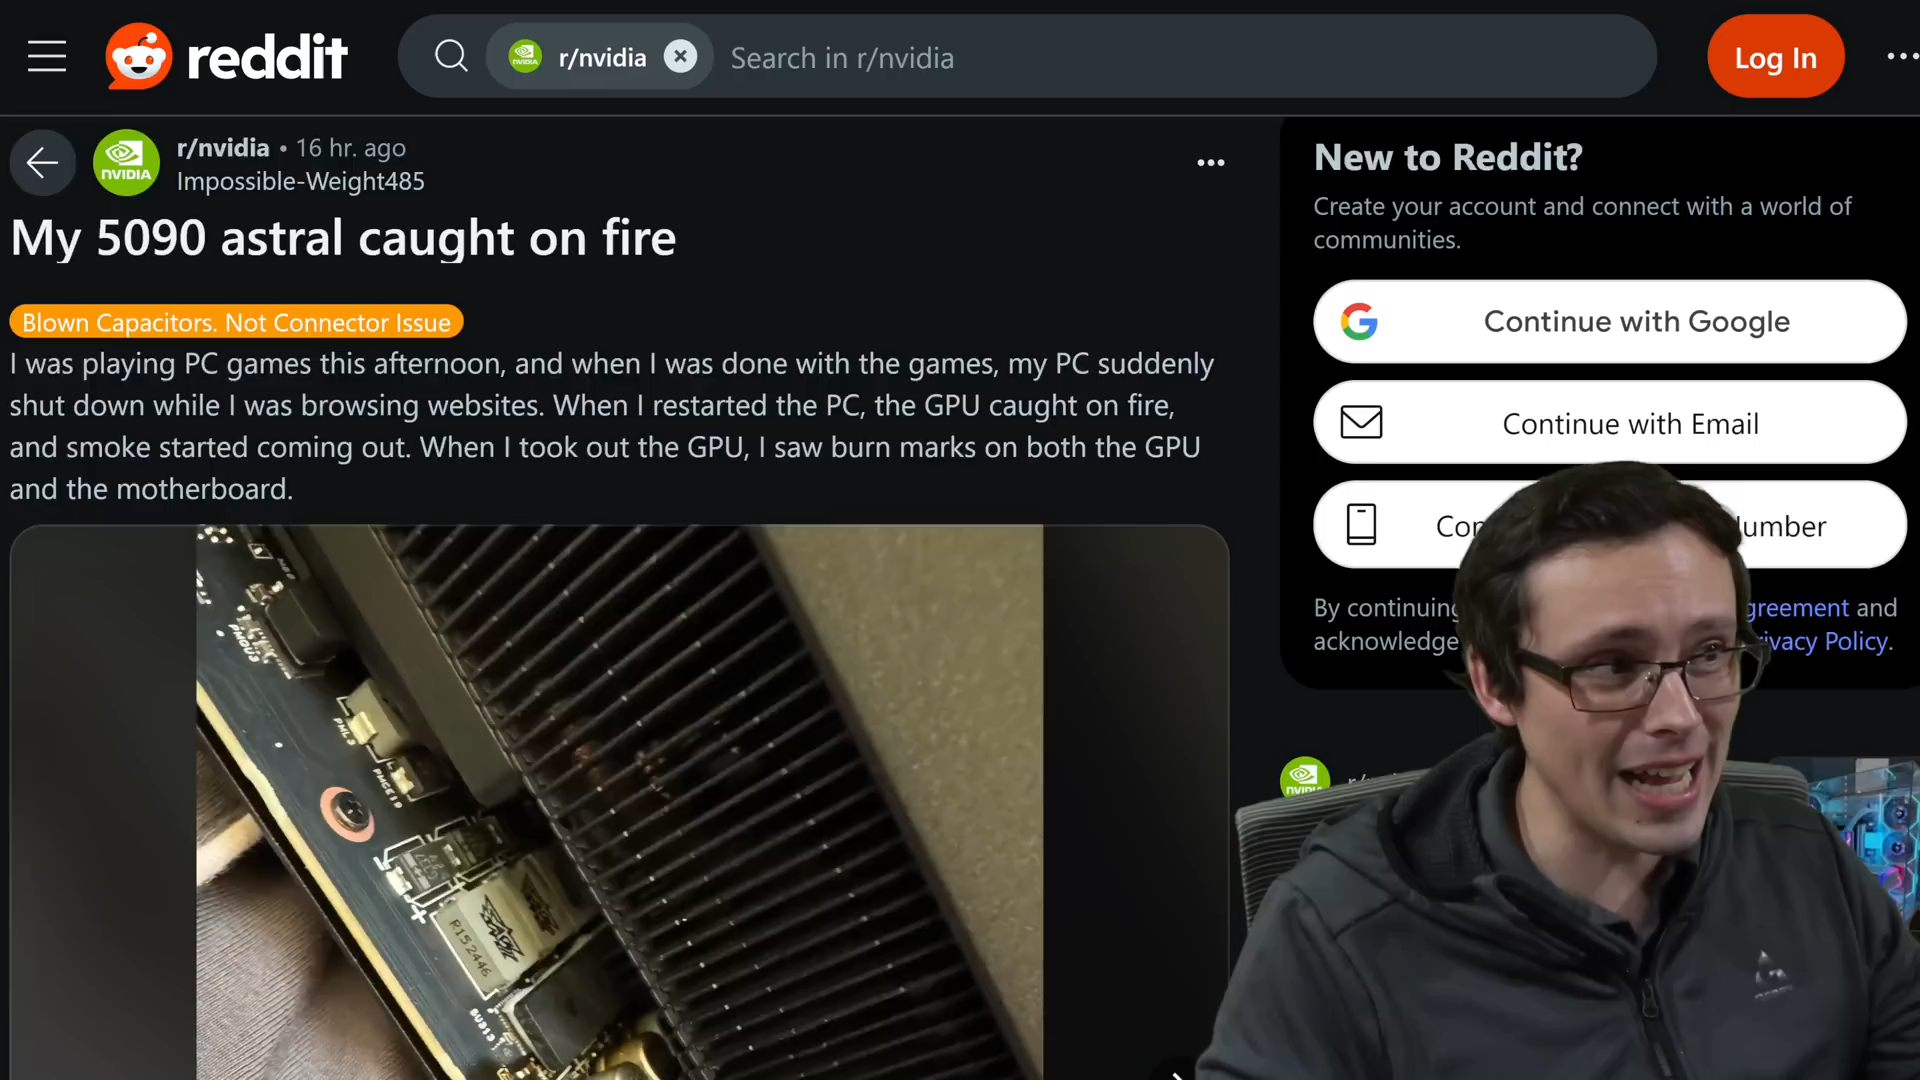 reddit
r/nvidia
Search in r/nvidia
Log In
r/nvidia • 16 hr. ago
NVIDIA
Impossible-Weight485
My 5090 astral caught on fire
Blown Capacitors. Not Connector Issue
I was playing PC games this afternoon, and when I was done with the games, my PC suddenly
shut down while I was browsing websites. When I restarted the PC, the GPU caught on fire,
and smoke started coming out. When I took out the GPU, I saw burn marks on both the GPU
and the motherboard.
R152446
New to Reddit?
Create your account and connect with a world of
communities.
Continue with Google
Continue with Email
By continuing
and
acknowledge
Policy.